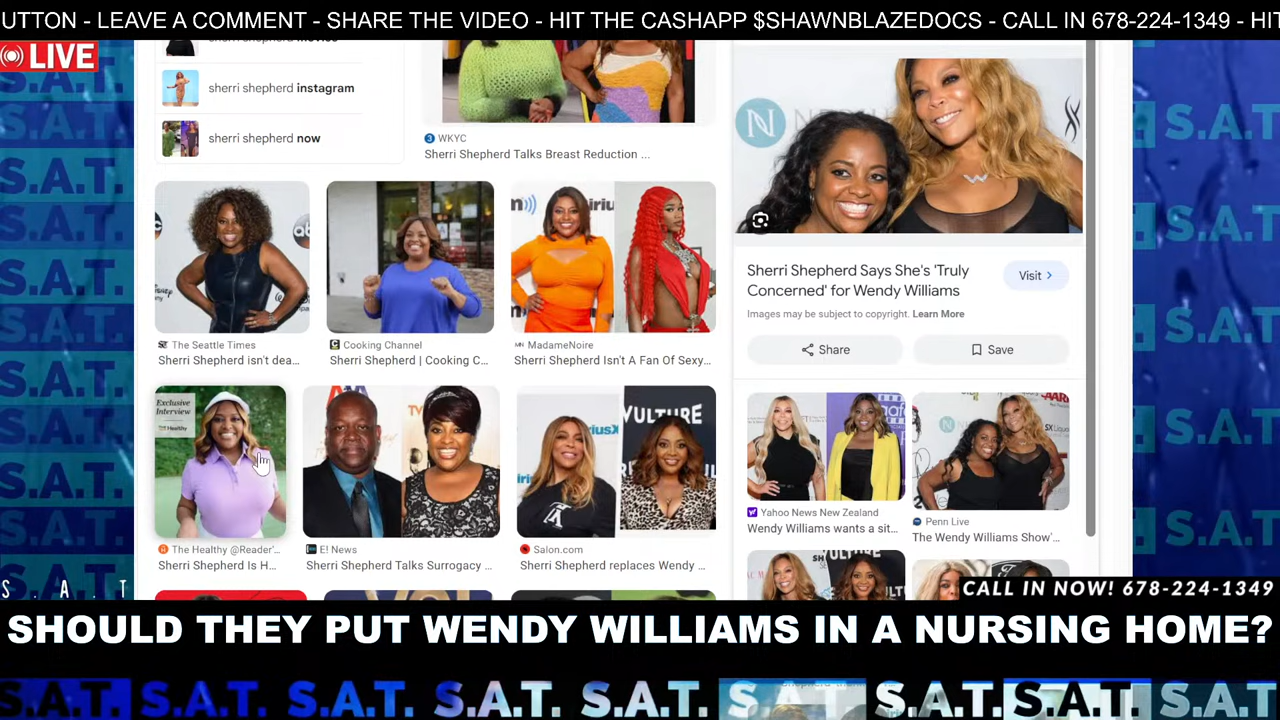 UTTON - LEAVE A COMMENT - SHARE THE VIDEO - HIT THE CASHAPP $SHAWNBLAZEDOCS - CALL IN 678-224-1349 - HIT
LIVE
sherri shepherd instagram
sherri shepherd now
WKYC
Sherri Shepherd Talks Breast Reduction ...
The Seattle Times
Sherri Shepherd isn't dea...
Cooking Channel
Sherri Shepherd | Cooking C...
MadameNoire
Sherri Shepherd Isn't A Fan Of Sexy...
Exclusive
Interview
Healthy
The Healthy @Reader'...
Sherri Shepherd Is H...
E! News
Sherri Shepherd Talks Surrogacy ...
VULTURE
Salon.com
Sherri Shepherd replaces Wendy ...
Sherri Shepherd Says She's 'Truly
Concerned' for Wendy Williams
Visit
Images may be subject to copyright. Learn More
Share
Save
Yahoo News New Zealand
Wendy Williams wants a sit...
AARP
Penn Live
The Wendy Williams Show'...
S.A.T.
S.A.T.
S.A.T.
S.A.T.
S.A.T.
S.A.T
S.A.T
S.A.T
S.A.T
S.A.T
S . A . T
CALL IN NOW! 678-224-1349
SHOULD THEY PUT WENDY WILLIAMS IN A NURSING HOME?
S.A.T. S.A.T. S.A.T. S.A.T. S.A.T. S.A.T. S.A.T. S.A.T. S.A.T